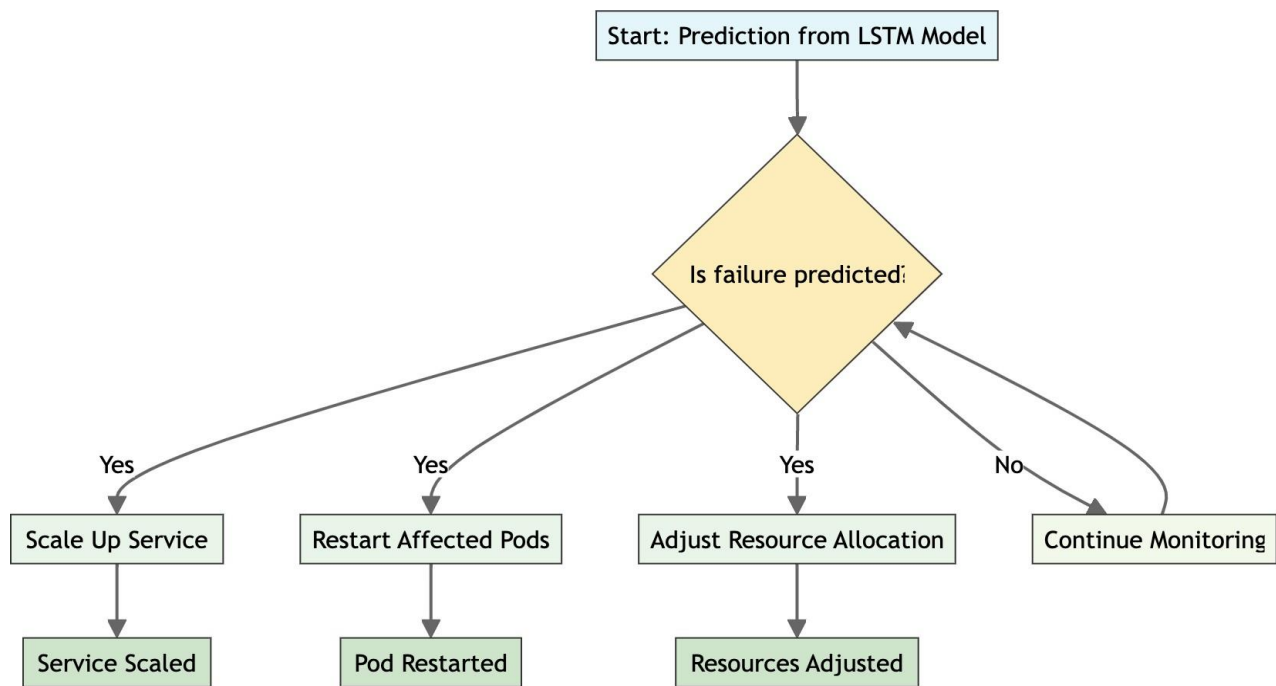 Start: Prediction from LSTM Model
Is failure predicted?
Yes
Yes
Yes
No
Scale Up Service
Restart Affected Pods
Adjust Resource Allocation
Continue Monitoring
Service Scaled
Pod Restarted
Resources Adjusted